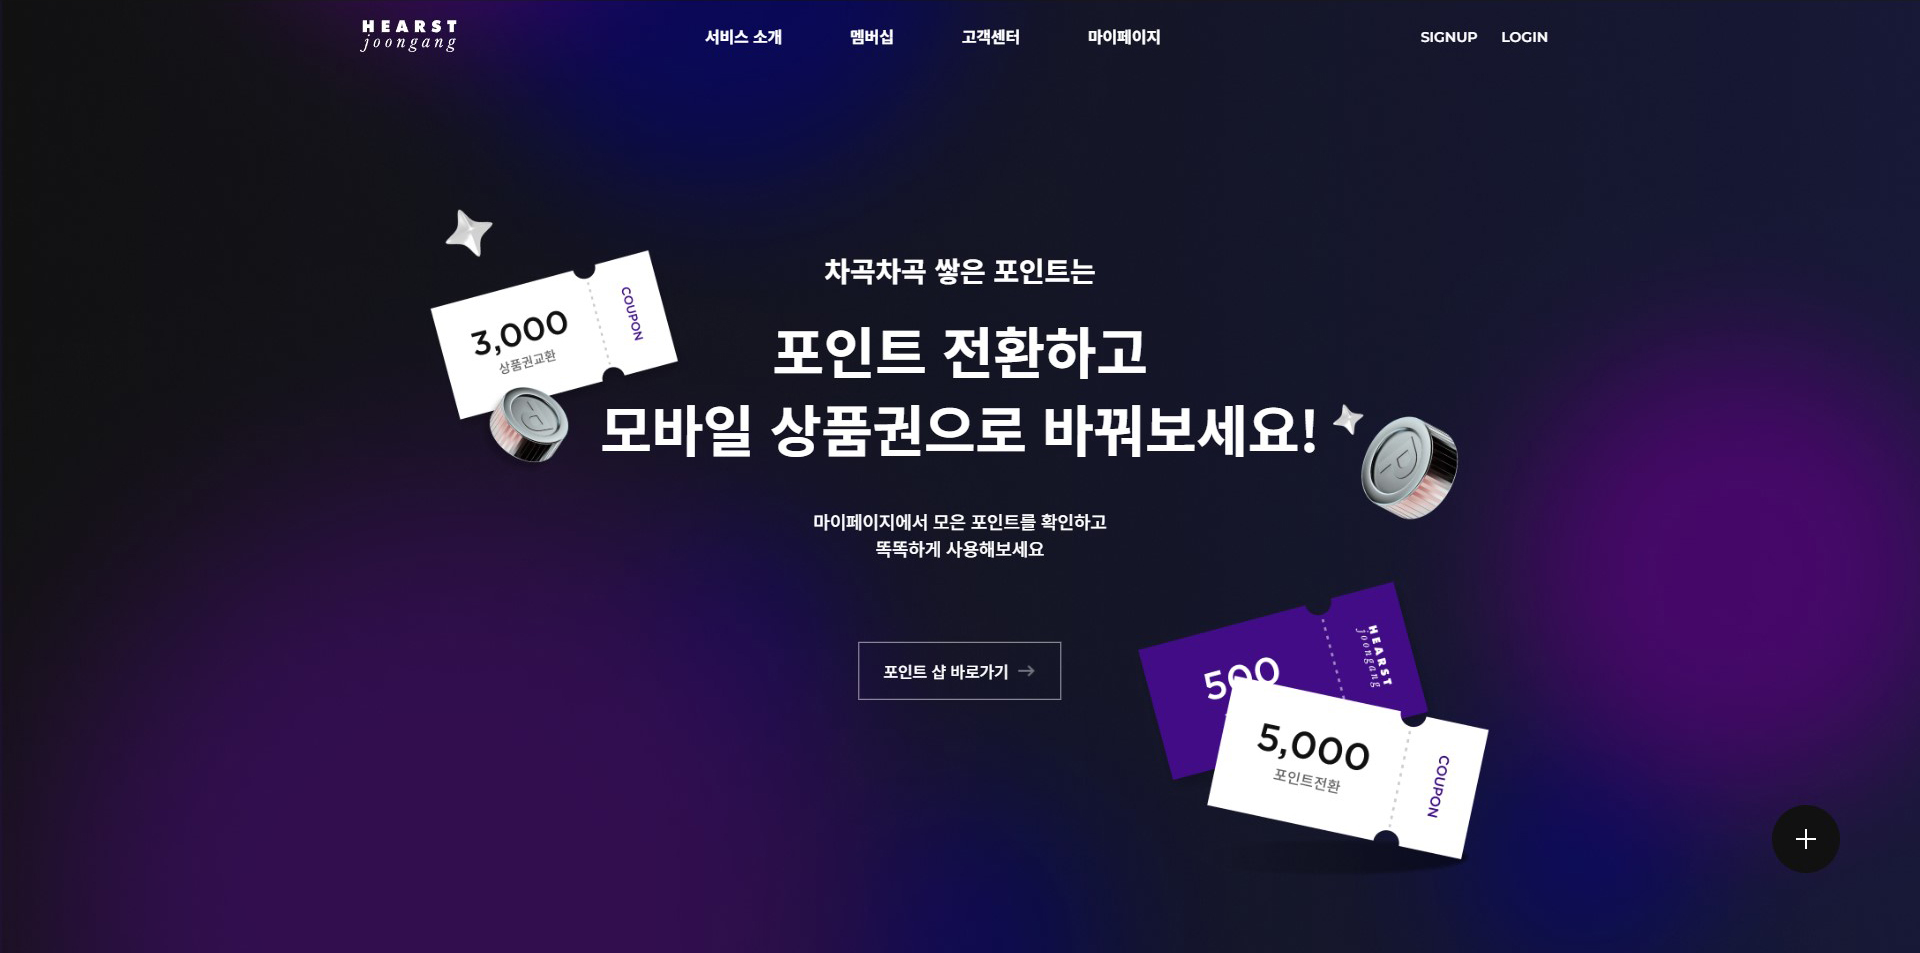 HEARST
joongang
서비스 소개
멤버십
고객센터
마이페이지
SIGNUP
LOGIN
차곡차곡 쌓은 포인트는
3,000
상품권교환
COUPON
포인트 전환하고
모바일 상품권으로 바꿔보세요!
마이페이지에서 모은 포인트를 확인하고
똑똑하게 사용해보세요
포인트 샵 바로가기 →
500
HEARST
joongang
5,000
포인트전환
COUPON